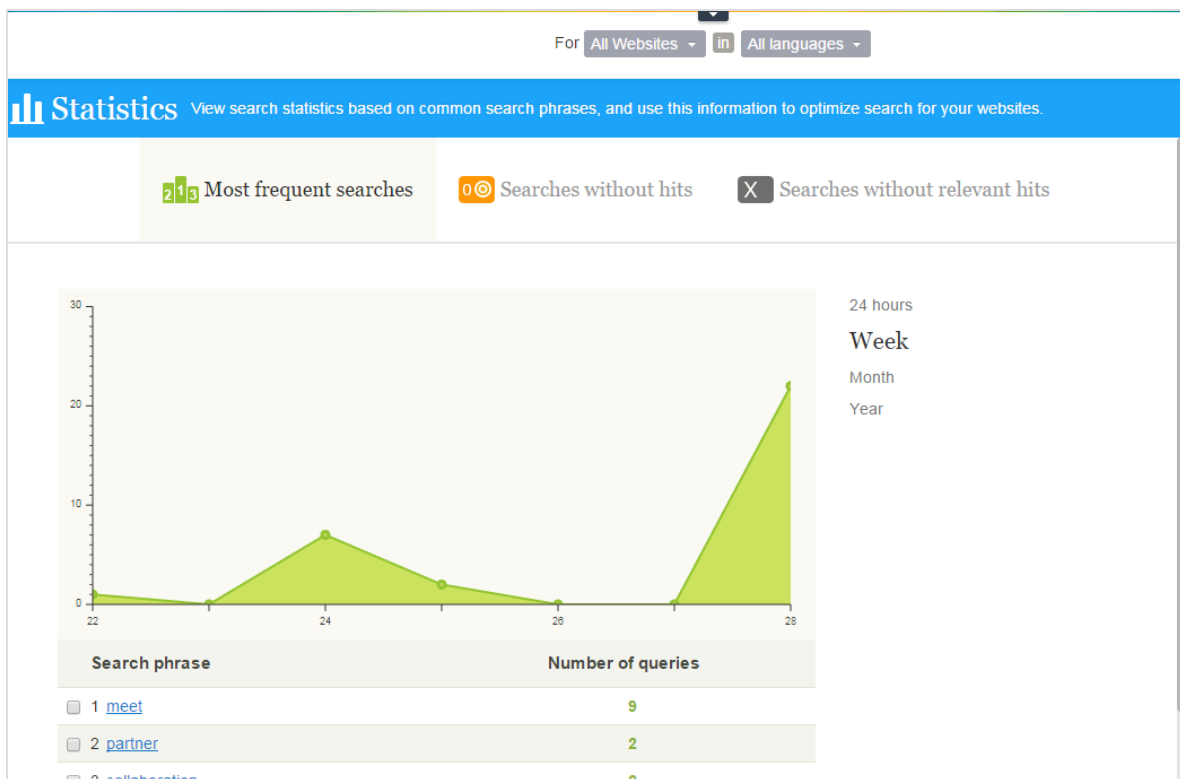 For All Websites in All languages
Statistics View search statistics based on common search phrases, and use this information to optimize search for your websites.
213 Most frequent searches 0 Searches without hits X Searches without relevant hits
30
20
10
0
22 24 26 28
24 hours
Week
Month
Year
Search phrase Number of queries
1 meet 9
2 partner 2